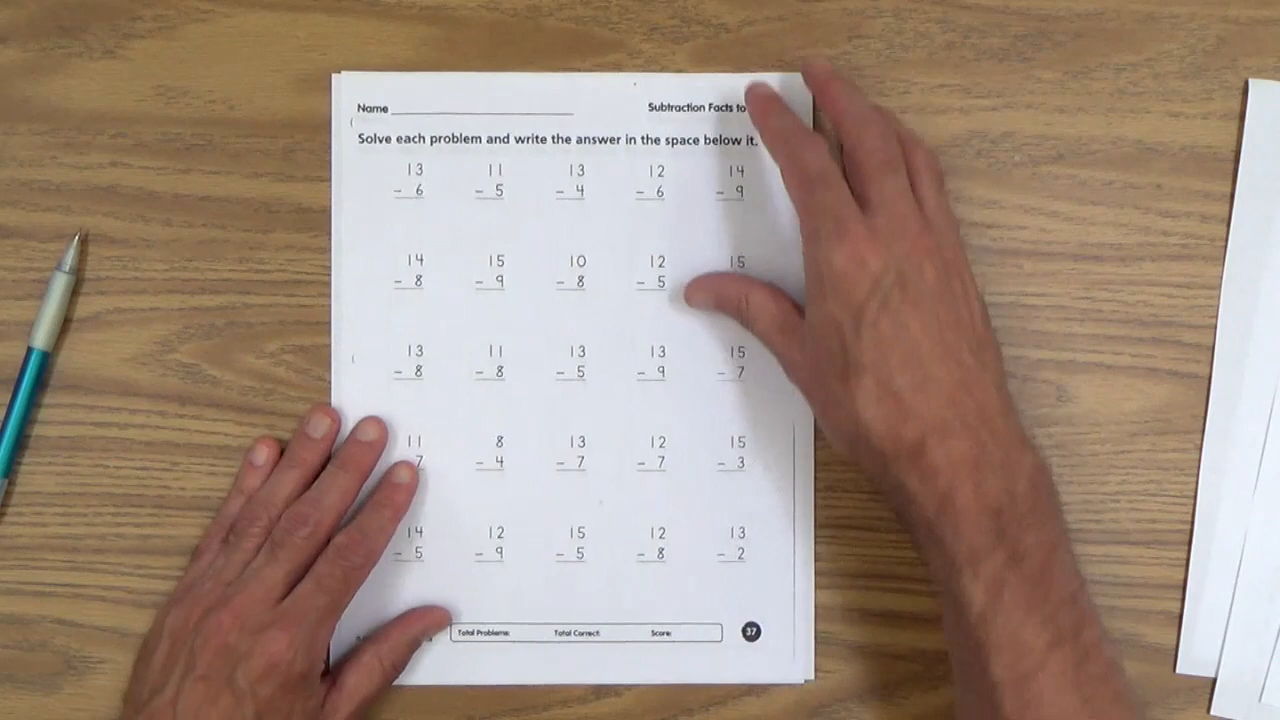 Name
Subtraction Facts to
Solve each problem and write the answer in the space below it.
13 11 13 12 14
- 6 - 5 - 4 - 6 - 9
14 15 10 12 15
- 8 - 9 - 8 - 5
13 11 13 13 15
- 8 - 8 - 5 - 9 - 7
11 8 13 12 15
7 - 4 - 7 - 7 - 3
14 12 15 12 13
- 5 - 9 - 5 - 8 - 2
Total Problems: Total Correct: Score: 37